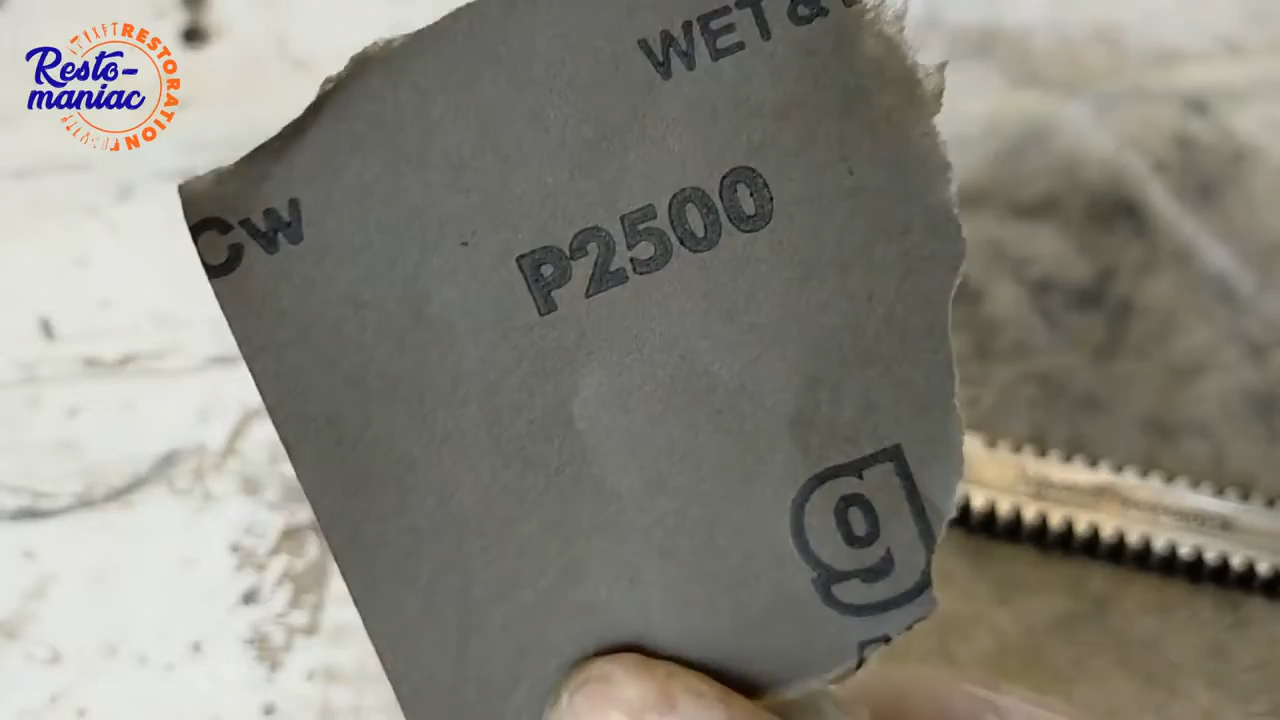 Resto-
maniac
RESTORATION
WET &
Cw
P2500
g